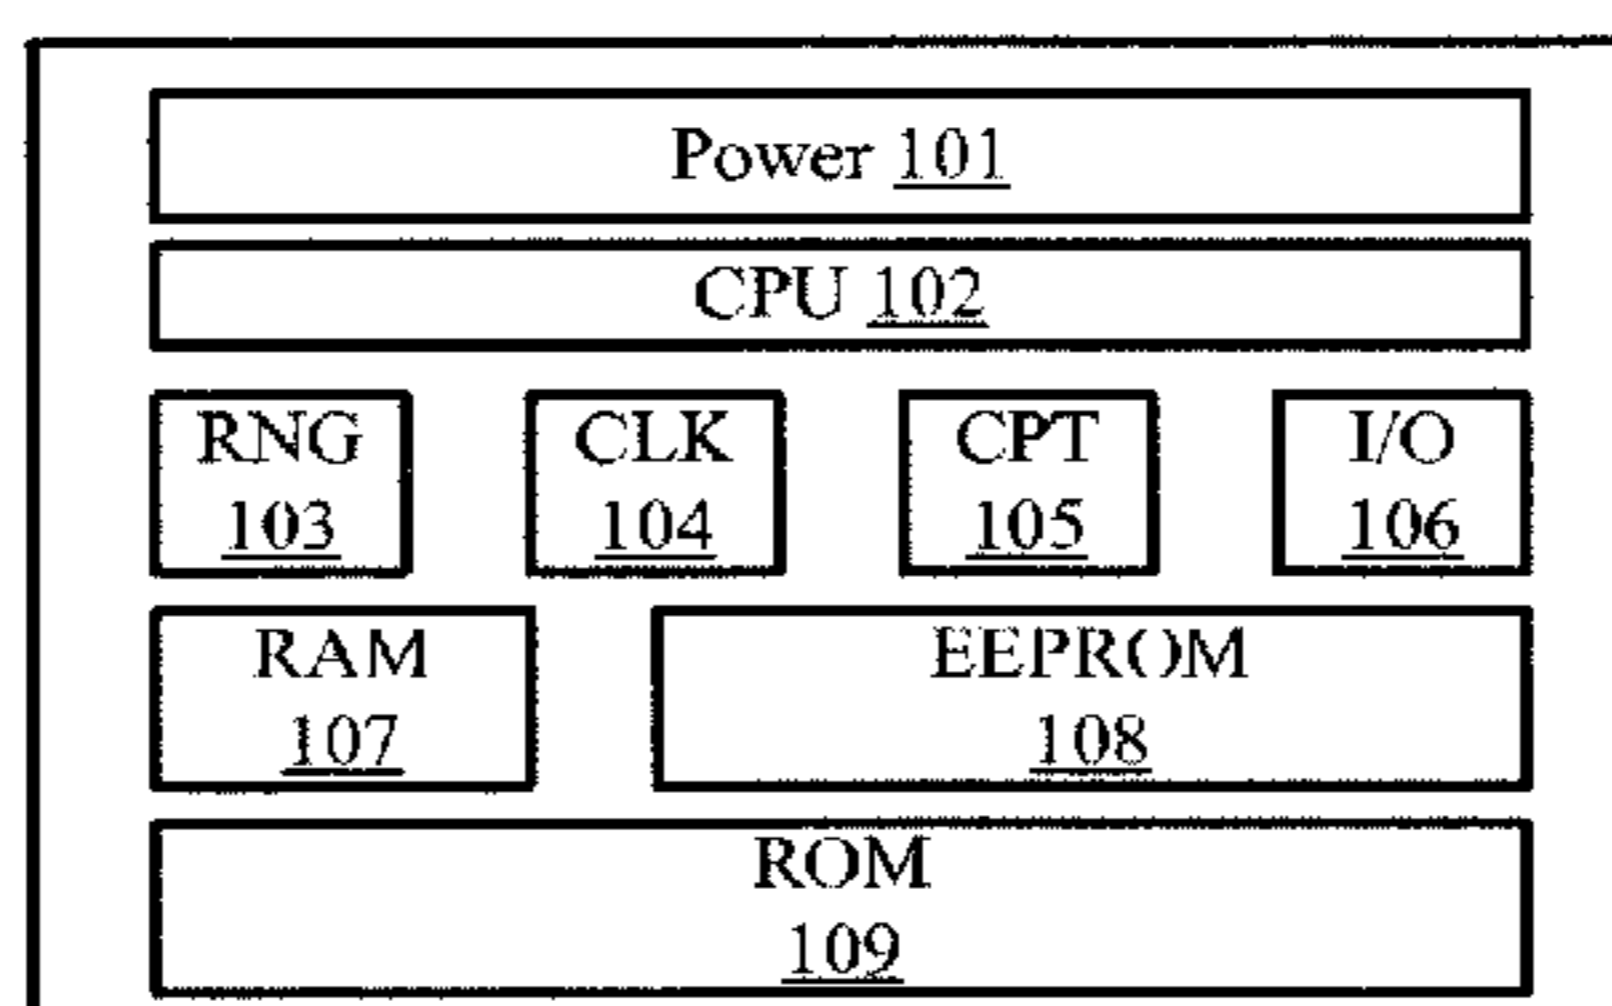 Power 101
CPU 102
RNG
103
CLK
104
CPT
105
I/O
106
RAM
107
EEPROM
108
ROM
109